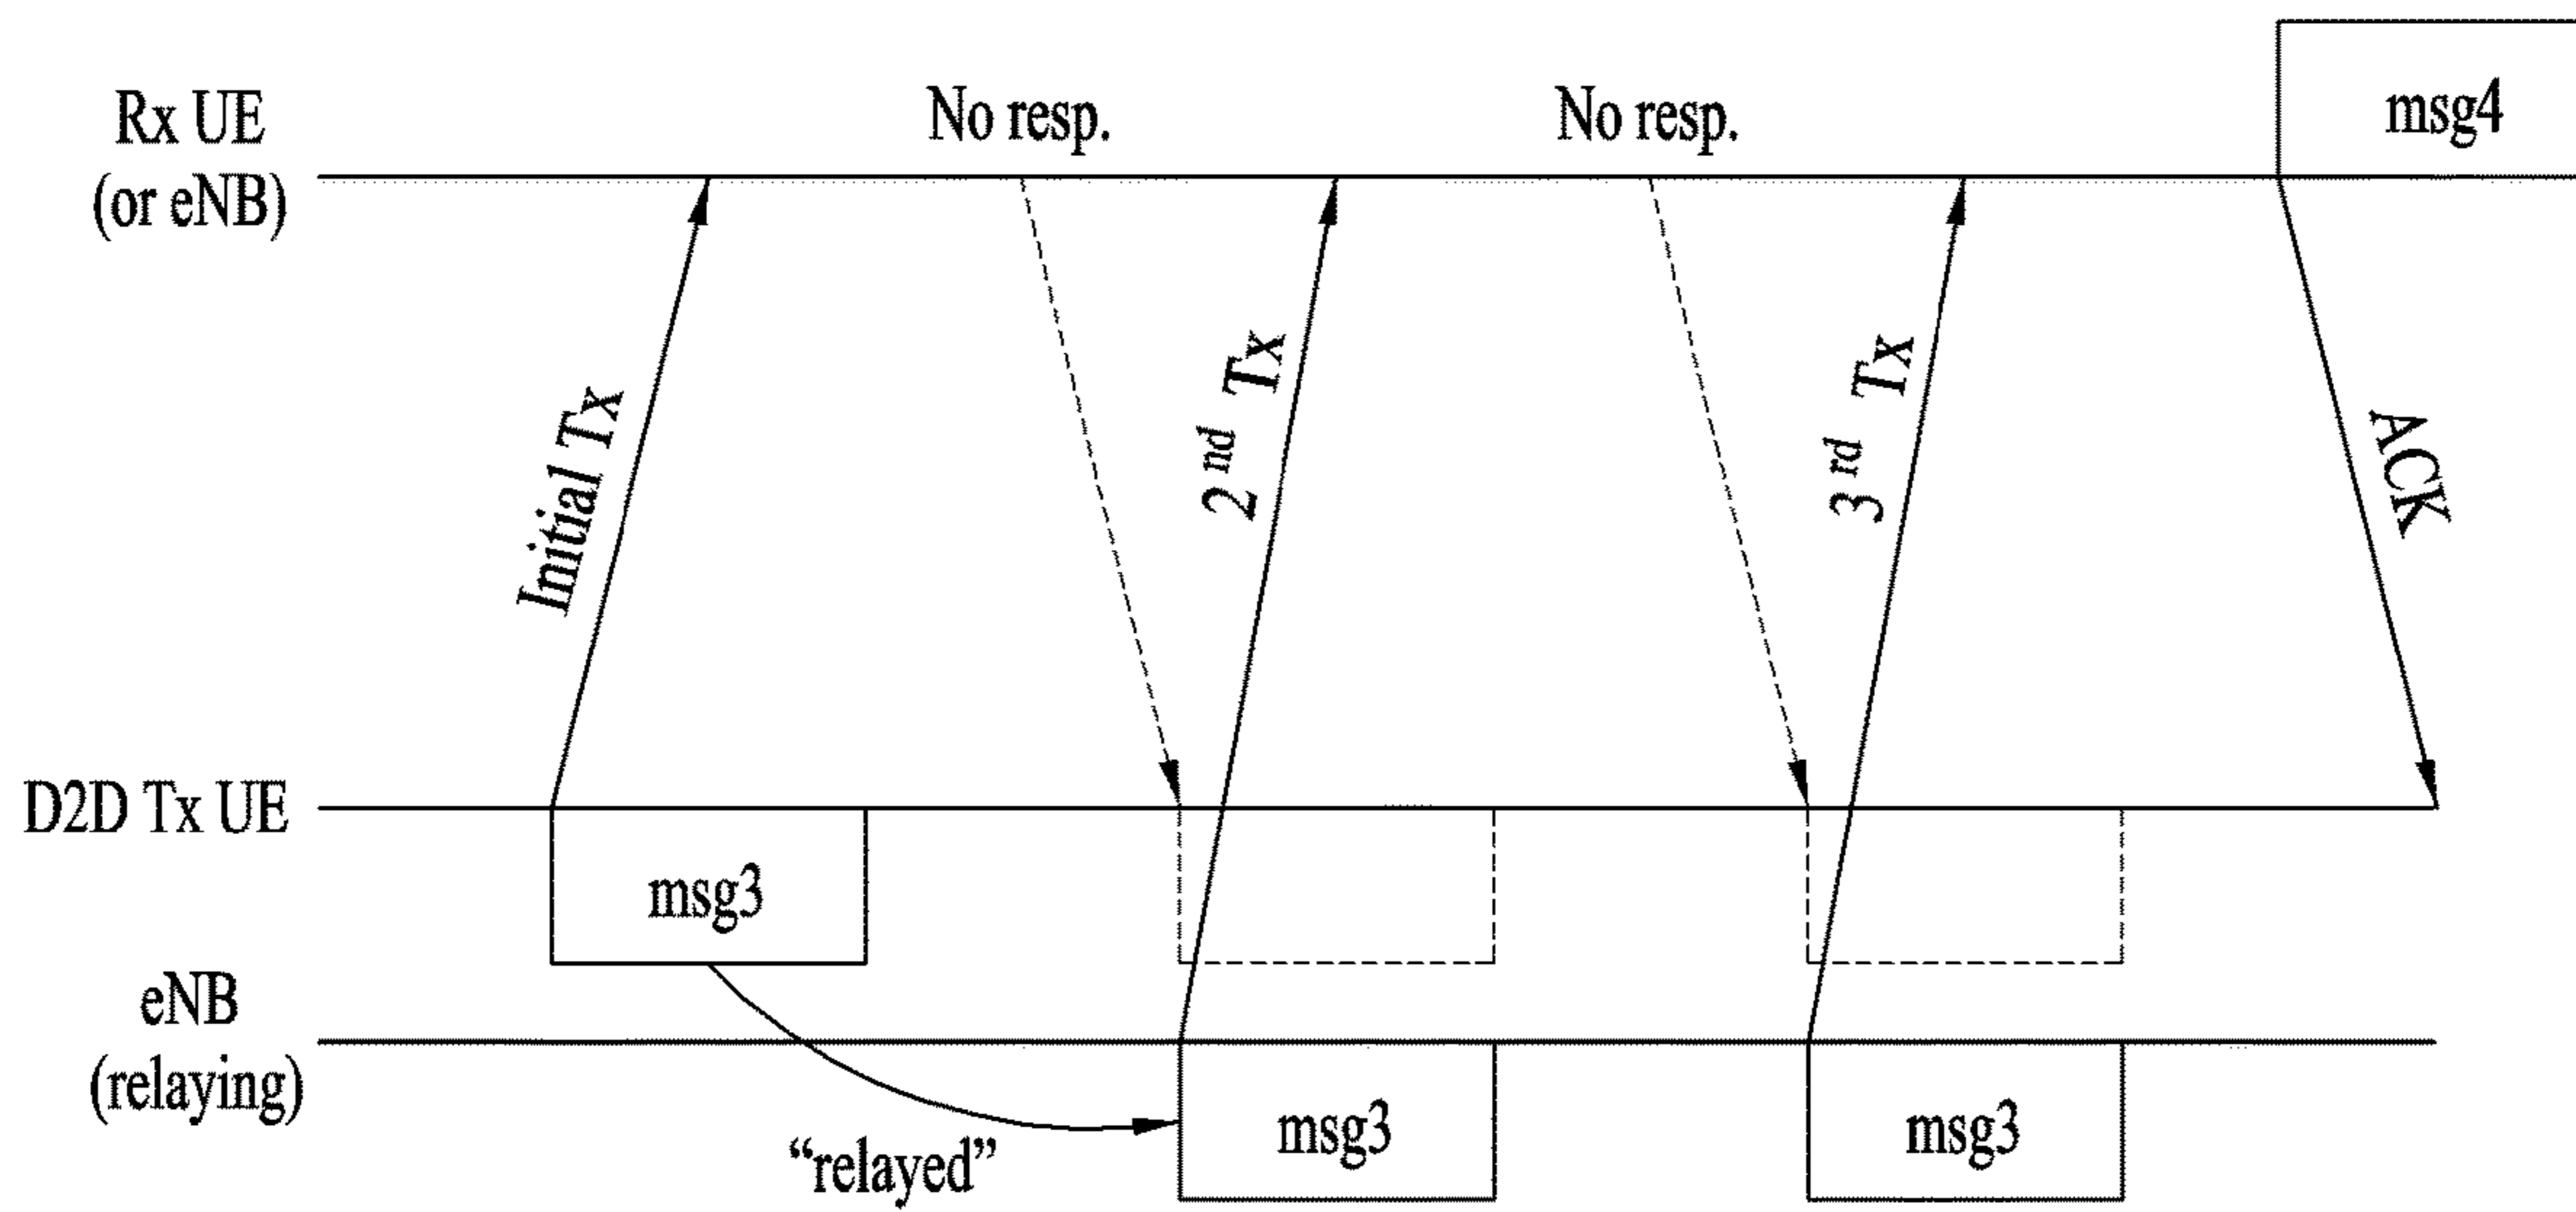 msg4
Rx UE
(or eNB)
No resp.
No resp.
Initial Tx
2nd Tx
3rd Tx
ACK
D2D Tx UE
msg3
eNB
(relaying)
“relayed”
msg3
msg3